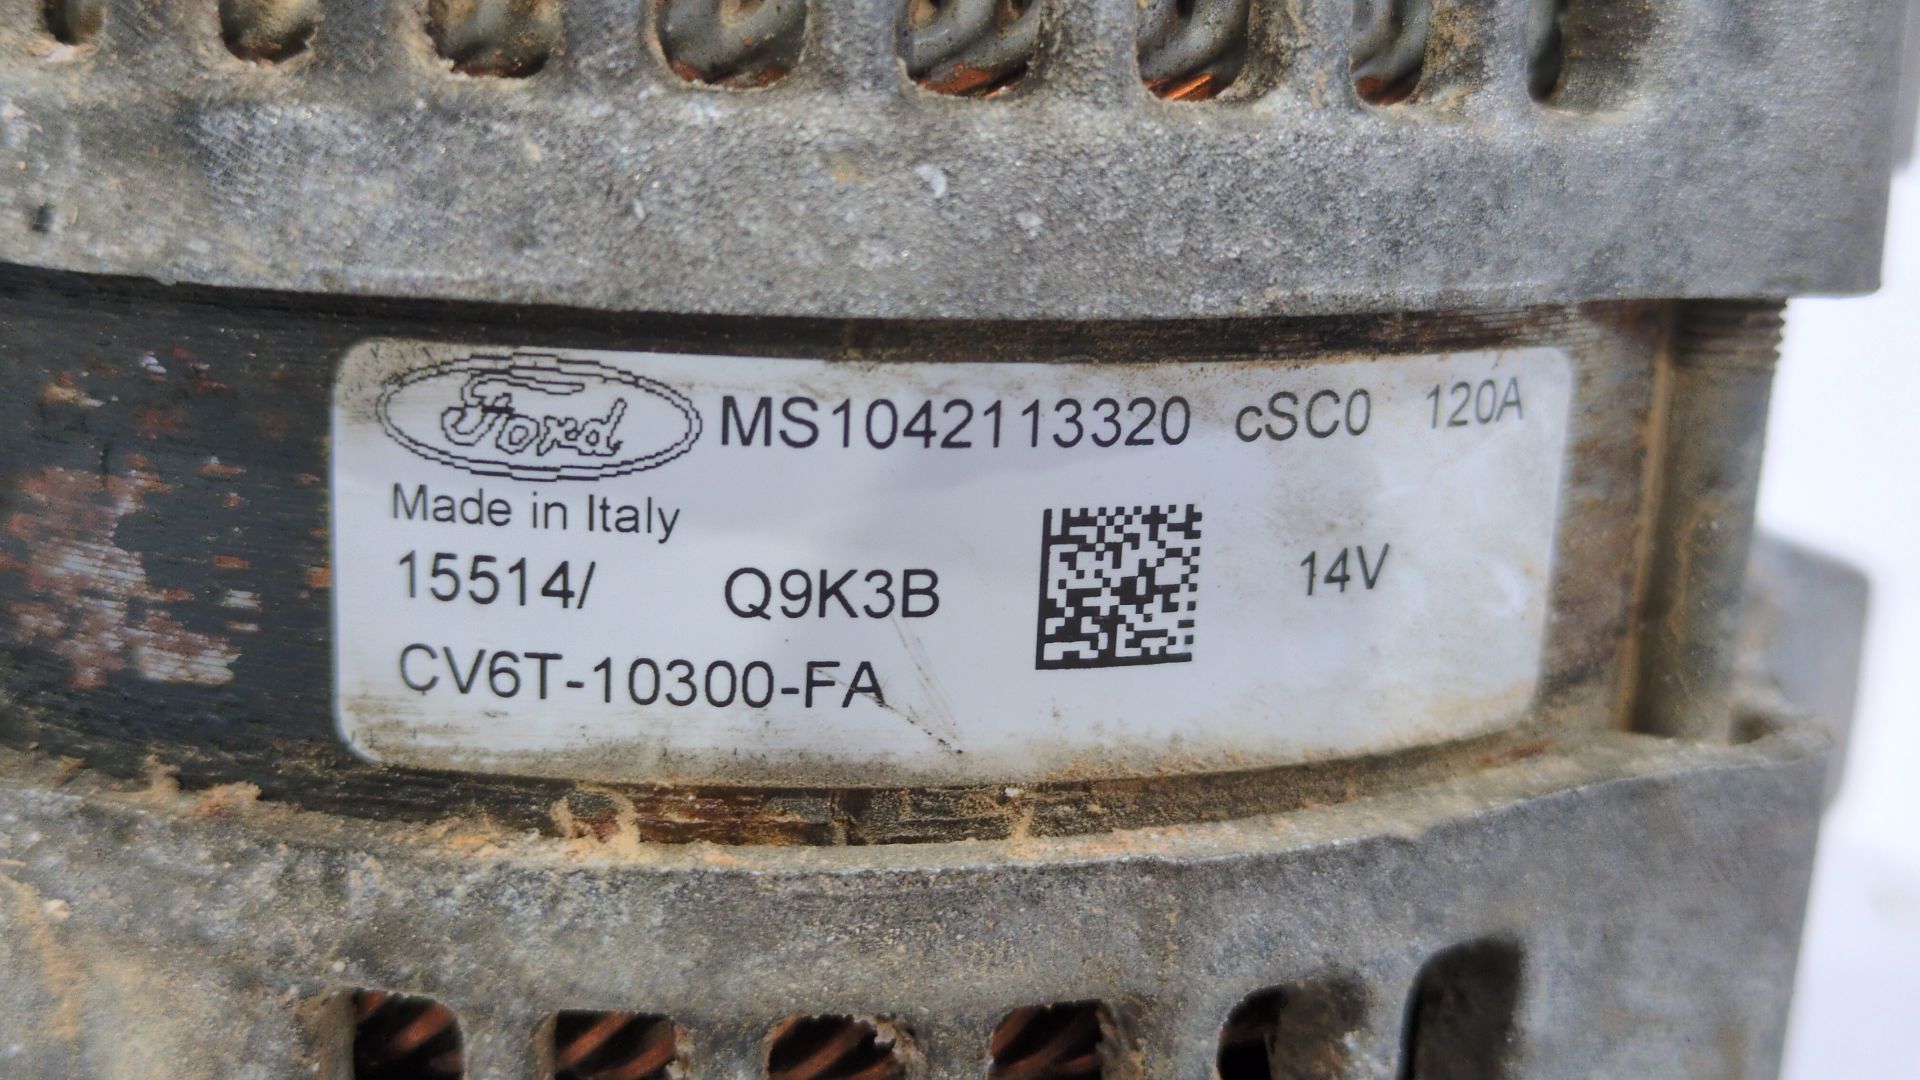 Ford MS1042113320 cSC0 120A
Made in Italy
15514/ Q9K3B 14V
CV6T-10300-FA